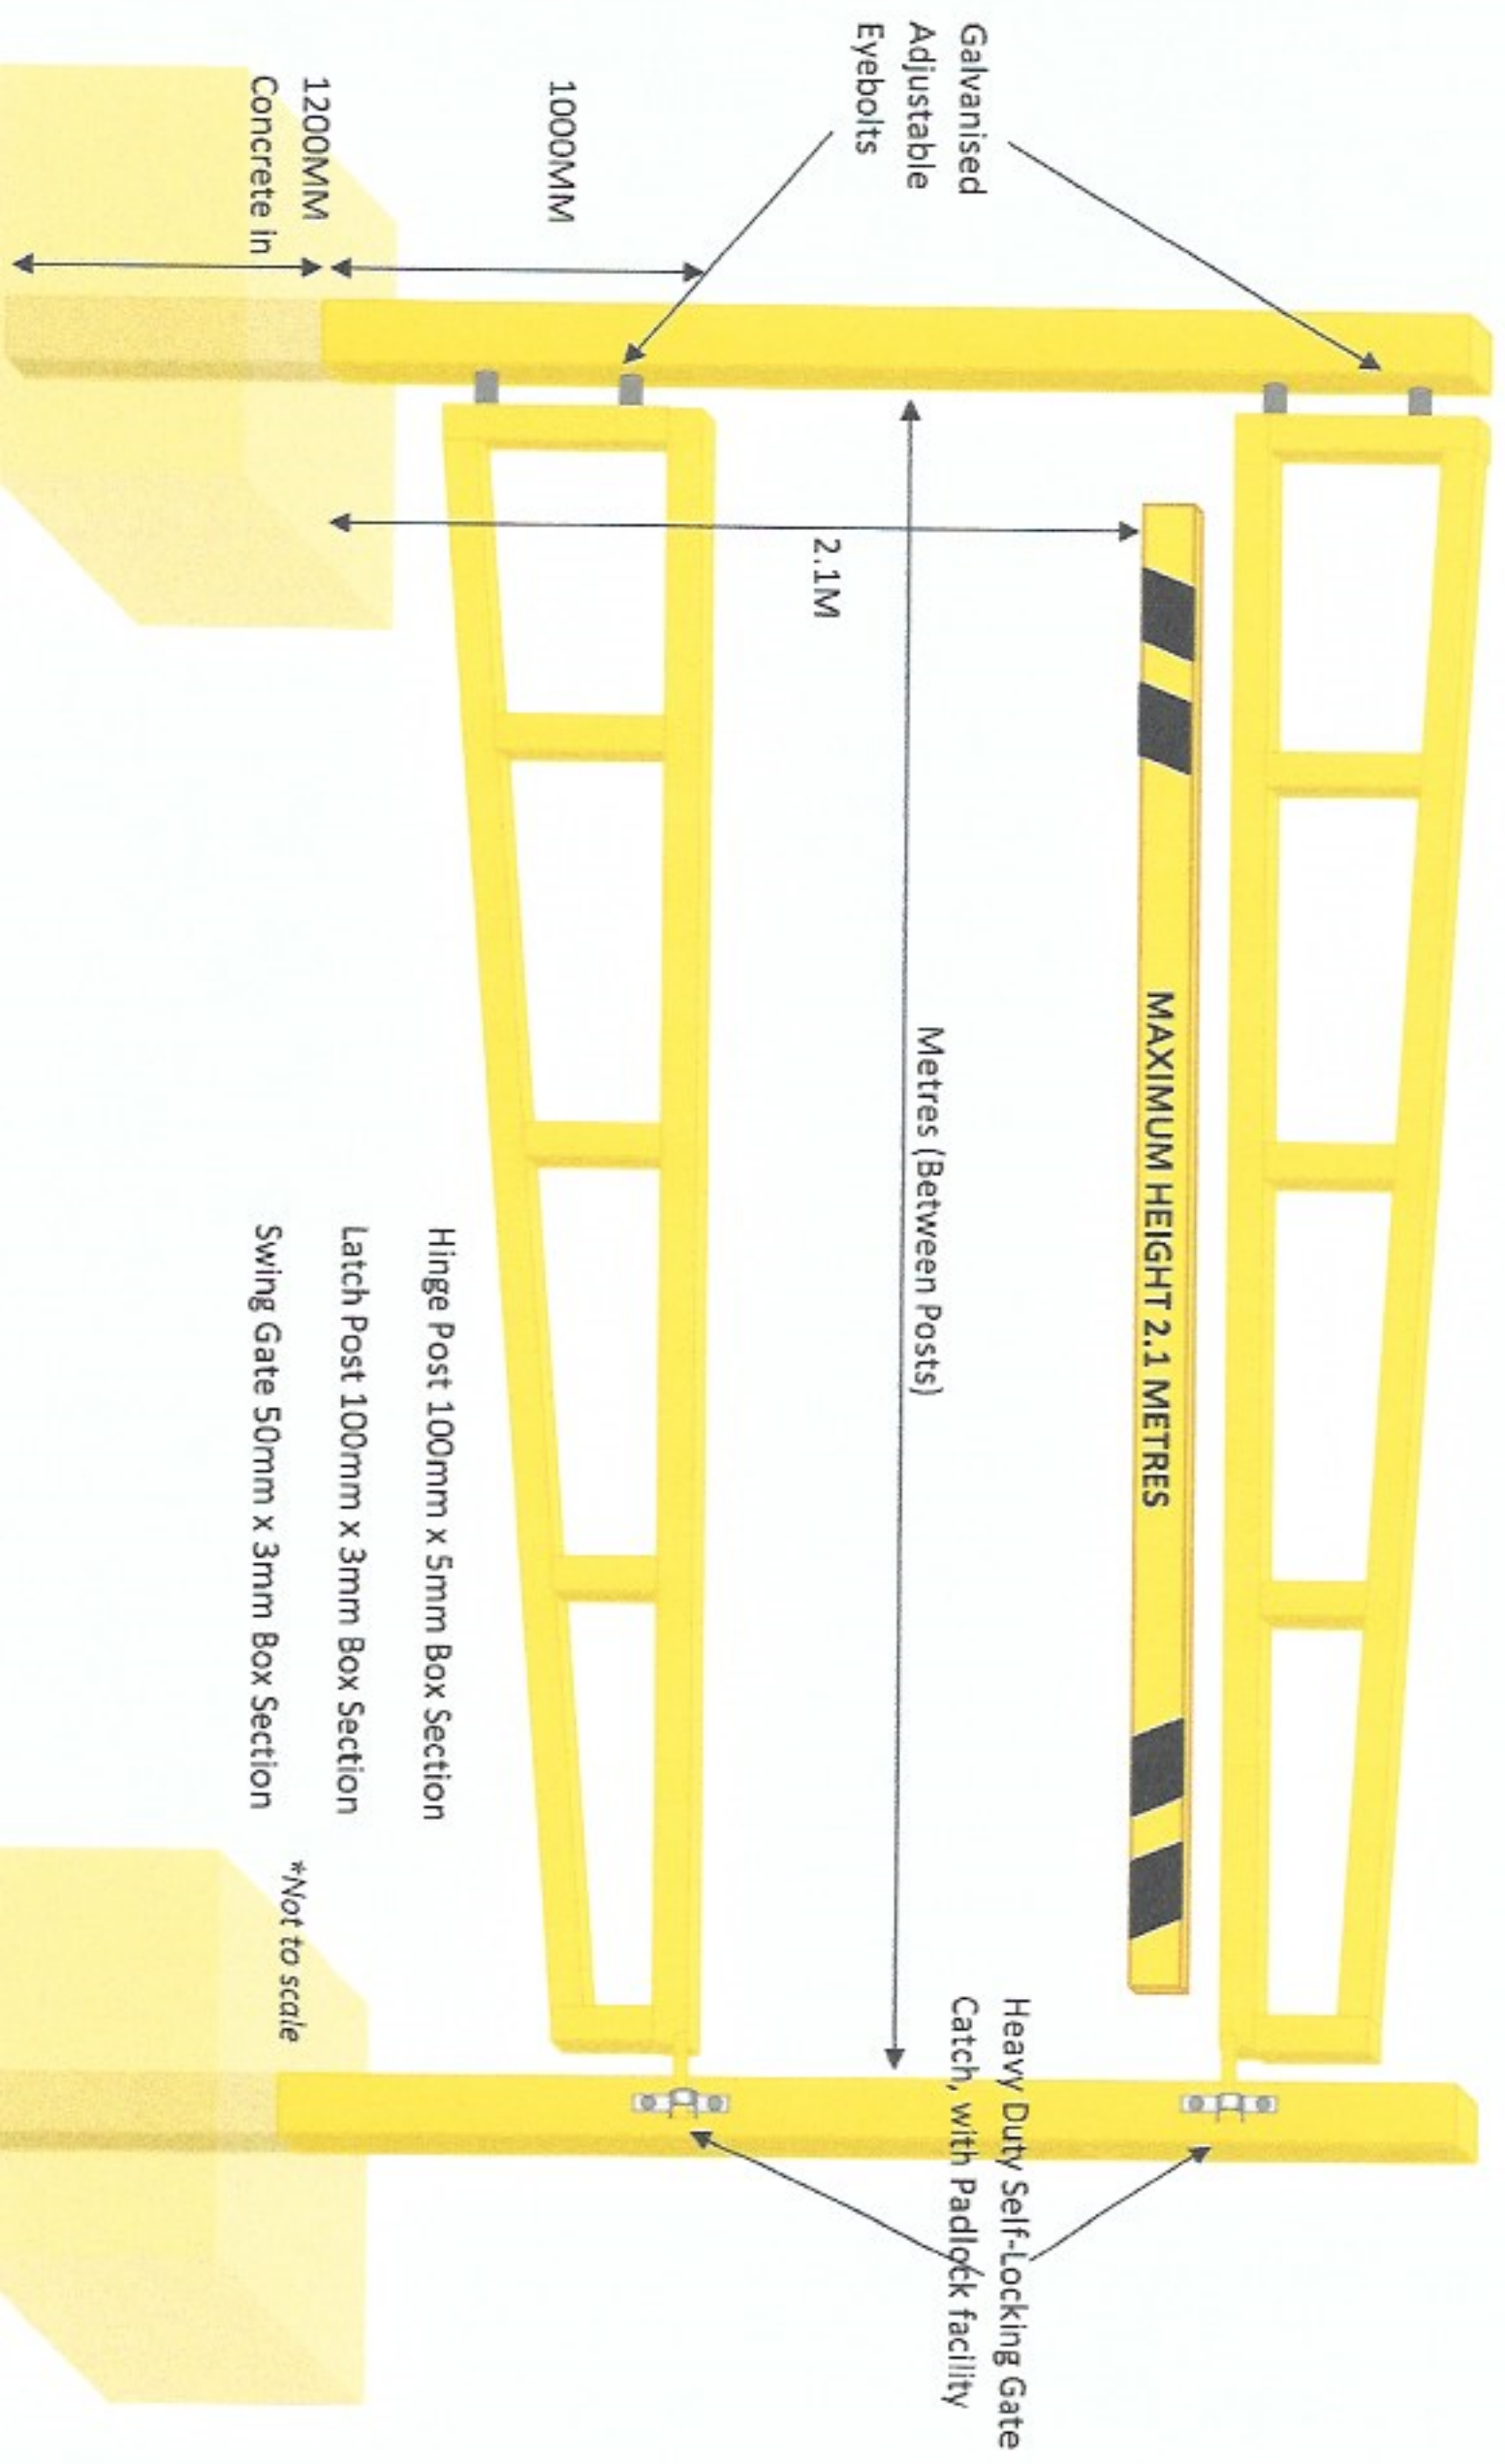 Galvanised
Adjustable
Eyebolts
MAXIMUM HEIGHT 2.1 METRES
Heavy Duty Self-Locking Gate
Catch, with Padlock facility
Metres (Between Posts)
2.1M
1000MM
1200MM
Concrete in
Hinge Post 100mm x 5mm Box Section
Latch Post 100mm x 3mm Box Section
Swing Gate 50mm x 3mm Box Section
*Not to scale